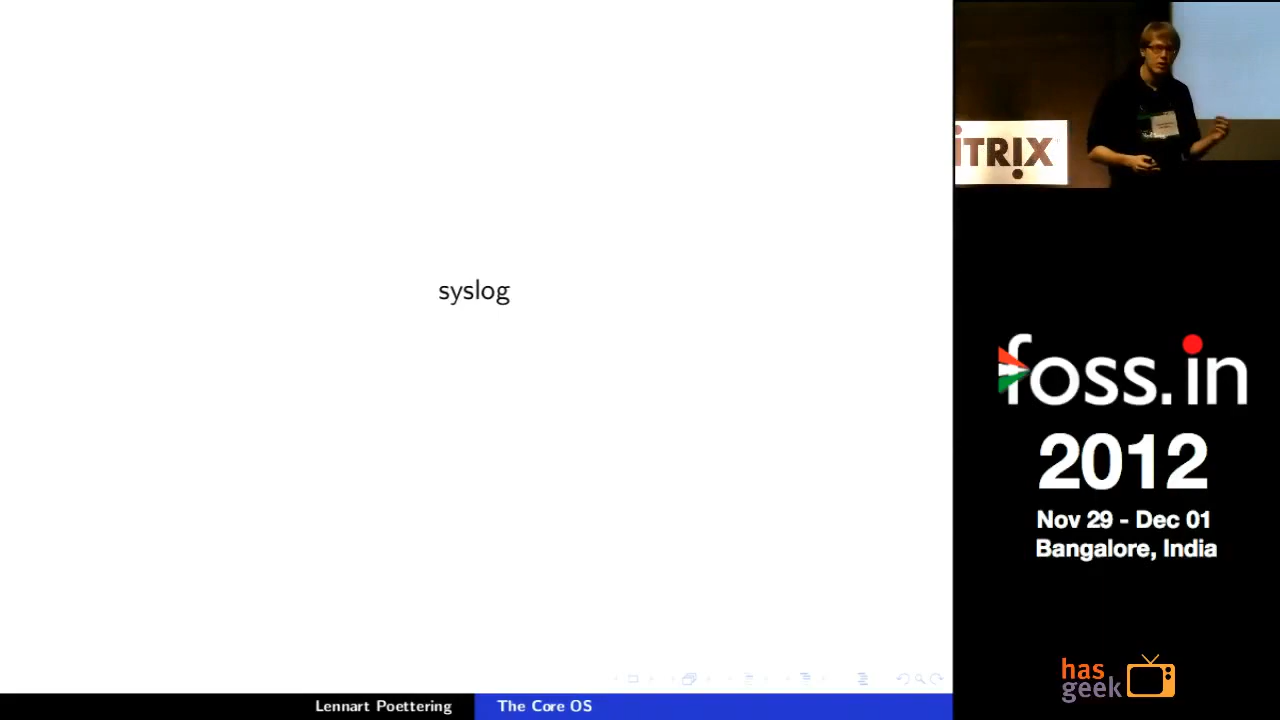 syslog
Lennart Poettering
The Core OS
iTRIX
foss.in
2012
Nov 29 - Dec 01
Bangalore, India
has
geek